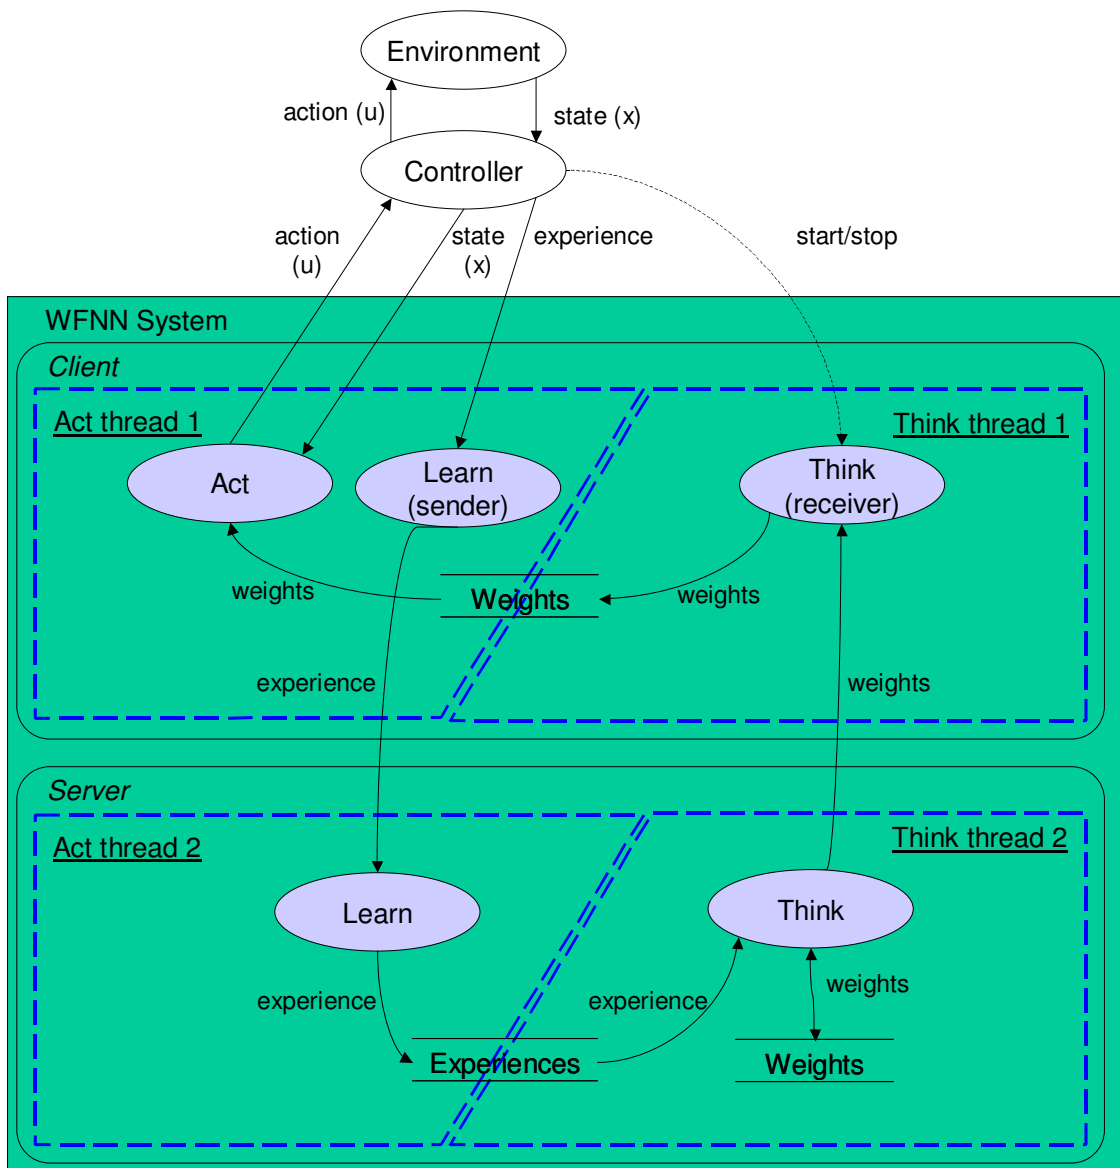 Environment
action (u)
state (x)
Controller
action
(u)
state
(x)
experience
start/stop
WFNN System
Client
Act thread 1
Think thread 1
Act
Learn
(sender)
Think
(receiver)
weights
Weights
weights
experience
weights
Server
Act thread 2
Think thread 2
Learn
Think
experience
experience
weights
Experiences
Weights